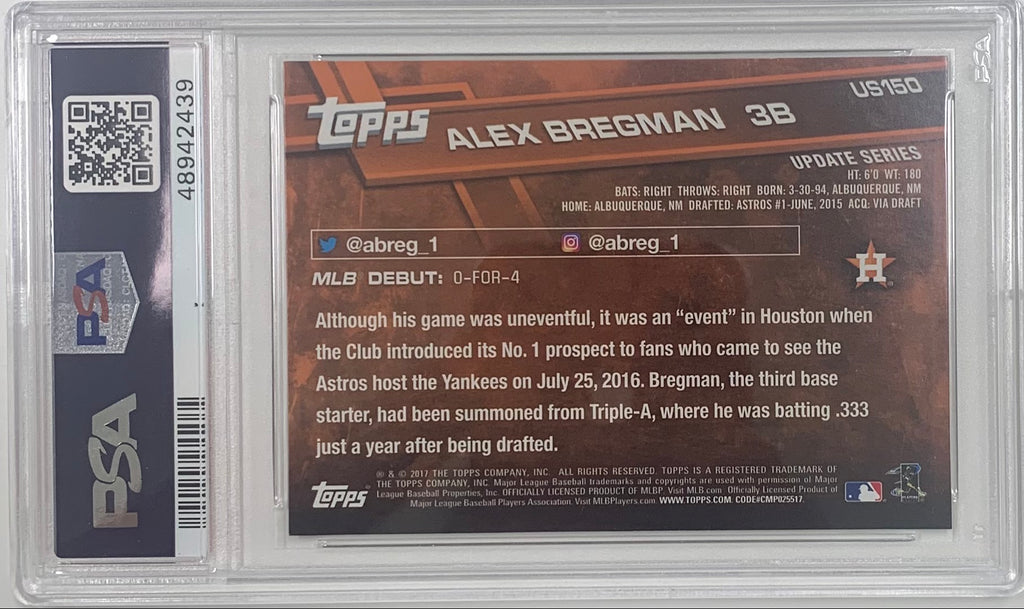 48942439
PSA
PSA
PSA
Topps
ALEX BREGMAN 3B
US150
UPDATE SERIES
HT: 6'0 WT: 180
BATS: RIGHT THROWS: RIGHT BORN: 3-30-94, ALBUQUERQUE, NM
HOME: ALBUQUERQUE, NM DRAFTED: ASTROS #1-JUNE, 2015 ACQ: VIA DRAFT
@abreg_1 @abreg_1
H
MLB DEBUT: 0-FOR-4
Although his game was uneventful, it was an “event” in Houston when
the Club introduced its No. 1 prospect to fans who came to see the
Astros host the Yankees on July 25, 2016. Bregman, the third base
starter, had been summoned from Triple-A, where he was batting .333
just a year after being drafted.
Topps
® & © 2017 THE TOPPS COMPANY, INC. ALL RIGHTS RESERVED. TOPPS IS A REGISTERED TRADEMARK OF
THE TOPPS COMPANY, INC. Major League Baseball trademarks and copyrights are used with permission of Major
League Baseball Properties, Inc. OFFICIALLY LICENSED PRODUCT OF MLBP. Visit MLB.com Officially Licensed Product of
Major League Baseball Players Association. Visit MLBPlayers.com WWW.TOPPS.COM CODE#CMP025517.